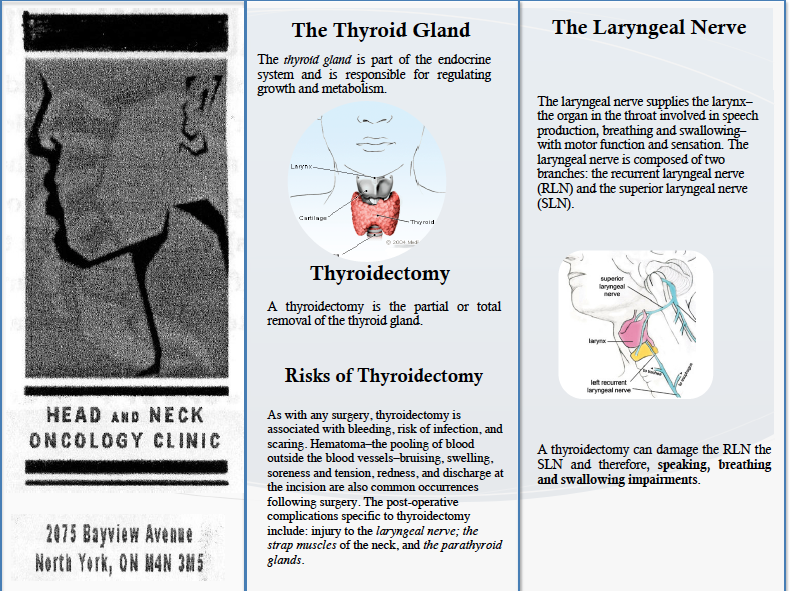 HEAD AND NECK
ONCOLOGY CLINIC
2075 Bayview Avenue
North York, ON M4N 3M5
The Thyroid Gland
The thyroid gland is part of the endocrine
system and is responsible for regulating
growth and metabolism.
Larynx
Cartilage
Thyroid
© 2004
Thyroidectomy
A thyroidectomy is the partial or total
removal of the thyroid gland.
Risks of Thyroidectomy
As with any surgery, thyroidectomy is
associated with bleeding, risk of infection, and
scaring. Hematoma–the pooling of blood
outside the blood vessels–bruising, swelling,
soreness and tension, redness, and discharge at
the incision are also common occurrences
following surgery. The post-operative
complications specific to thyroidectomy
include: injury to the laryngeal nerve; the
strap muscles of the neck, and the parathyroid
glands.
The Laryngeal Nerve
The laryngeal nerve supplies the larynx–
the organ in the throat involved in speech
production, breathing and swallowing–
with motor function and sensation. The
laryngeal nerve is composed of two
branches: the recurrent laryngeal nerve
(RLN) and the superior laryngeal nerve
(SLN).
superior
laryngeal
nerve
larynx
left recurrent
laryngeal nerve
A thyroidectomy can damage the RLN the
SLN and therefore, speaking, breathing
and swallowing impairments.